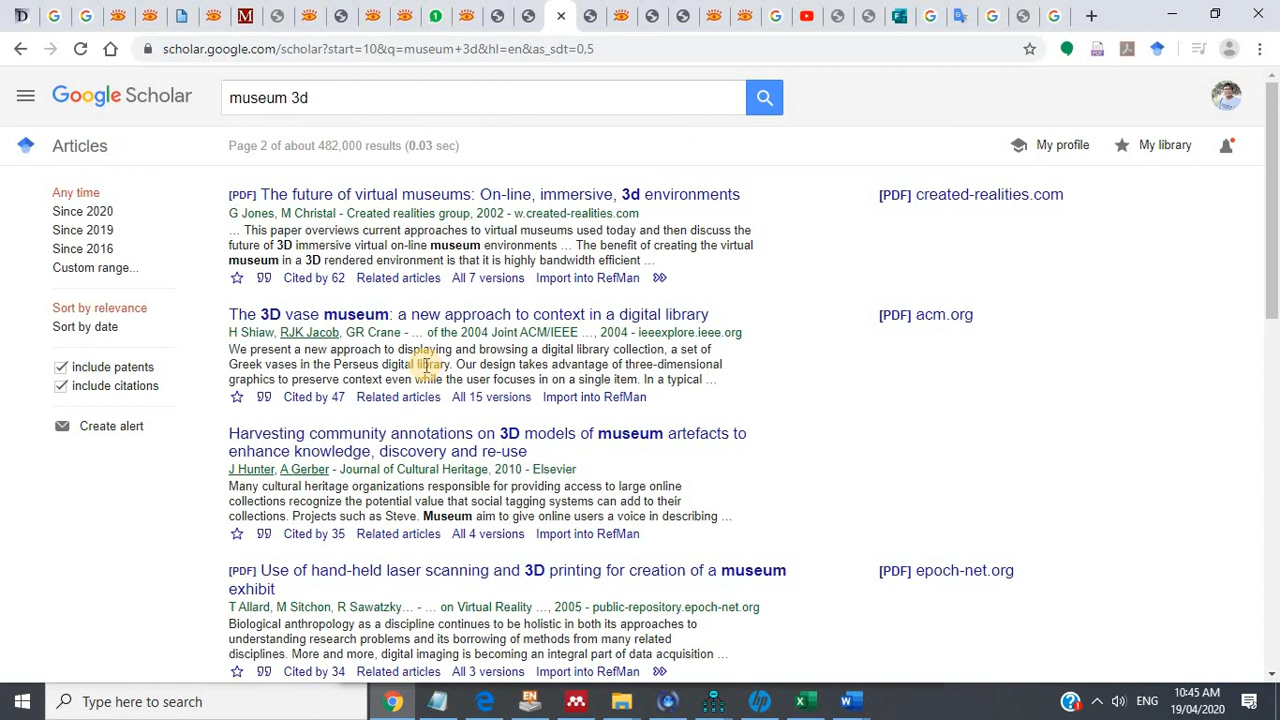 scholar.google.com/scholar?start=10&q=museum+3d&hl=en&as_sdt=0,5
Google Scholar
museum 3d
Articles
Page 2 of about 482,000 results (0.03 sec)
My profile
My library
Any time
Since 2020
Since 2019
Since 2016
Custom range...
Sort by relevance
Sort by date
include patents
include citations
Create alert
[PDF] The future of virtual museums: On-line, immersive, 3d environments
[PDF] created-realities.com
G Jones, M Christal - Created realities group, 2002 - w.created-realities.com
... This paper overviews current approaches to virtual museums used today and then discuss the
future of 3D immersive virtual on-line museum environments ... The benefit of creating the virtual
museum in a 3D rendered environment is that it is highly bandwidth efficient ...
Cited by 62 Related articles All 7 versions Import into RefMan
The 3D vase museum: a new approach to context in a digital library
[PDF] acm.org
H Shiaw, RJK Jacob, GR Crane - ... of the 2004 Joint ACM/IEEE ..., 2004 - ieeexplore.ieee.org
We present a new approach to displaying and browsing a digital library collection, a set of
Greek vases in the Perseus digital library. Our design takes advantage of three-dimensional
graphics to preserve context even while the user focuses in on a single item. In a typical ...
Cited by 47 Related articles All 15 versions Import into RefMan
Harvesting community annotations on 3D models of museum artefacts to
enhance knowledge, discovery and re-use
J Hunter, A Gerber - Journal of Cultural Heritage, 2010 - Elsevier
Many cultural heritage organizations responsible for providing access to large online
collections recognize the potential value that social tagging systems can add to their
collections. Projects such as Steve. Museum aim to give online users a voice in describing ...
Cited by 35 Related articles All 4 versions Import into RefMan
[PDF] Use of hand-held laser scanning and 3D printing for creation of a museum
exhibit
[PDF] epoch-net.org
T Allard, M Sitchon, R Sawatzky... - ... on Virtual Reality ..., 2005 - public-repository.epoch-net.org
Biological anthropology as a discipline continues to be holistic in both its approaches to
understanding research problems and its borrowing of methods from many related
disciplines. More and more, digital imaging is becoming an integral part of data acquisition ...
Cited by 34 Related articles All 3 versions Import into RefMan
Type here to search
ENG
10:45 AM
19/04/2020